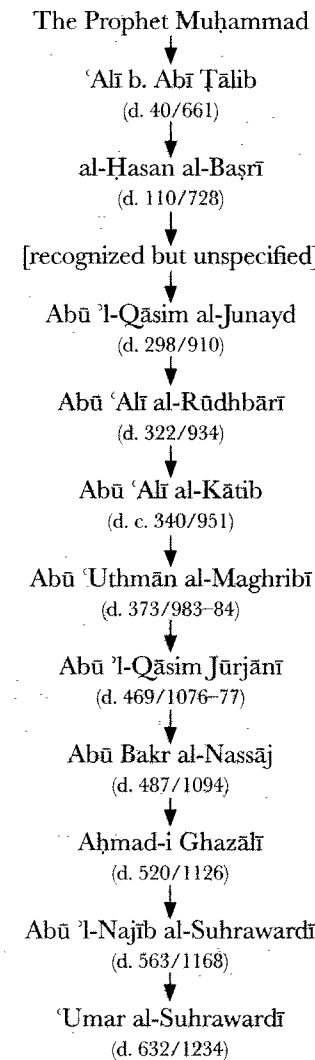 The Prophet Muḥammad
ʿAlī b. Abī Ṭālib
(d. 40/661)
al-Ḥasan al-Baṣrī
(d. 110/728)
[recognized but unspecified]
Abū ʾl-Qāsim al-Junayd
(d. 298/910)
Abū ʿAlī al-Rūdhbārī
(d. 322/934)
Abū ʿAlī al-Kātib
(d. c. 340/951)
Abū ʿUthmān al-Maghribī
(d. 373/983–84)
Abū ʾl-Qāsim Jūrjānī
(d. 469/1076–77)
Abū Bakr al-Nassāj
(d. 487/1094)
Aḥmad-i Ghazālī
(d. 520/1126)
Abū ʾl-Najīb al-Suhrawardī
(d. 563/1168)
ʿUmar al-Suhrawardī
(d. 632/1234)